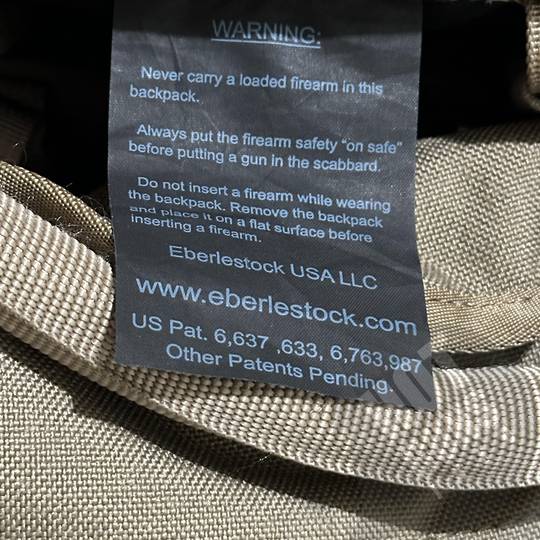 WARNING:
Never carry a loaded firearm in this
backpack.
Always put the firearm safety "on safe"
before putting a gun in the scabbard.
Do not insert a firearm while wearing
the backpack. Remove the backpack
and place it on a flat surface before
inserting a firearm.
Eberlestock USA LLC
www.eberlestock.com
US Pat. 6,637 ,633, 6,763,987
Other Patents Pending.